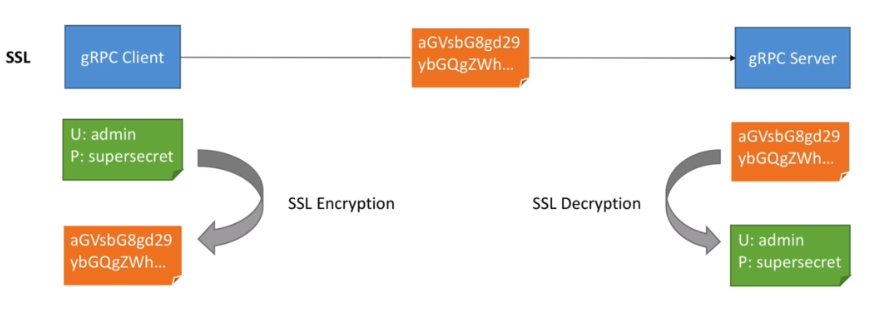 SSL
gRPC Client
aGVsbG8gd29
ybGQgZWh...
gRPC Server
U: admin
P: supersecret
SSL Encryption
aGVsbG8gd29
ybGQgZWh...
aGVsbG8gd29
ybGQgZWh...
SSL Decryption
U: admin
P: supersecret